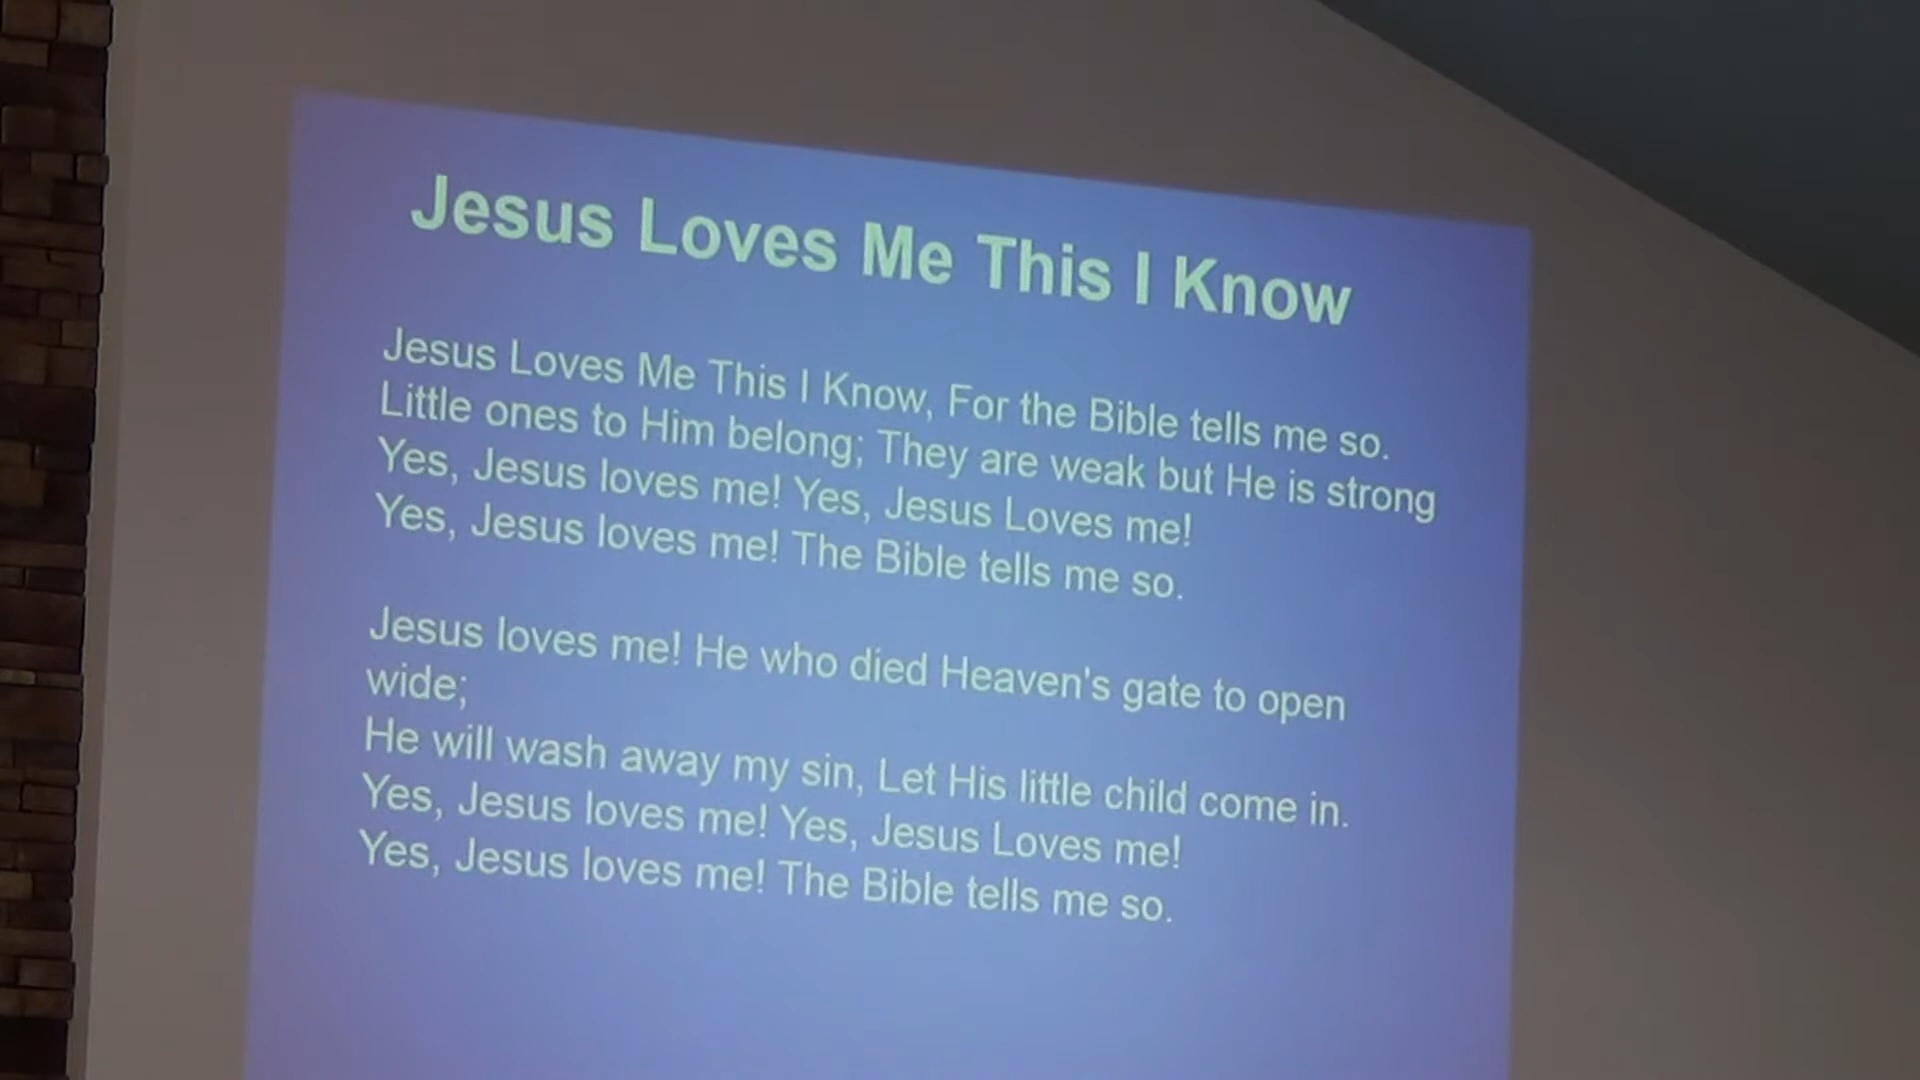 Jesus Loves Me This I Know
Jesus Loves Me This I Know, For the Bible tells me so.
Little ones to Him belong; They are weak but He is strong
Yes, Jesus loves me! Yes, Jesus Loves me!
Yes, Jesus loves me! The Bible tells me so.
Jesus loves me! He who died Heaven's gate to open
wide;
He will wash away my sin, Let His little child come in.
Yes, Jesus loves me! Yes, Jesus Loves me!
Yes, Jesus loves me! The Bible tells me so.